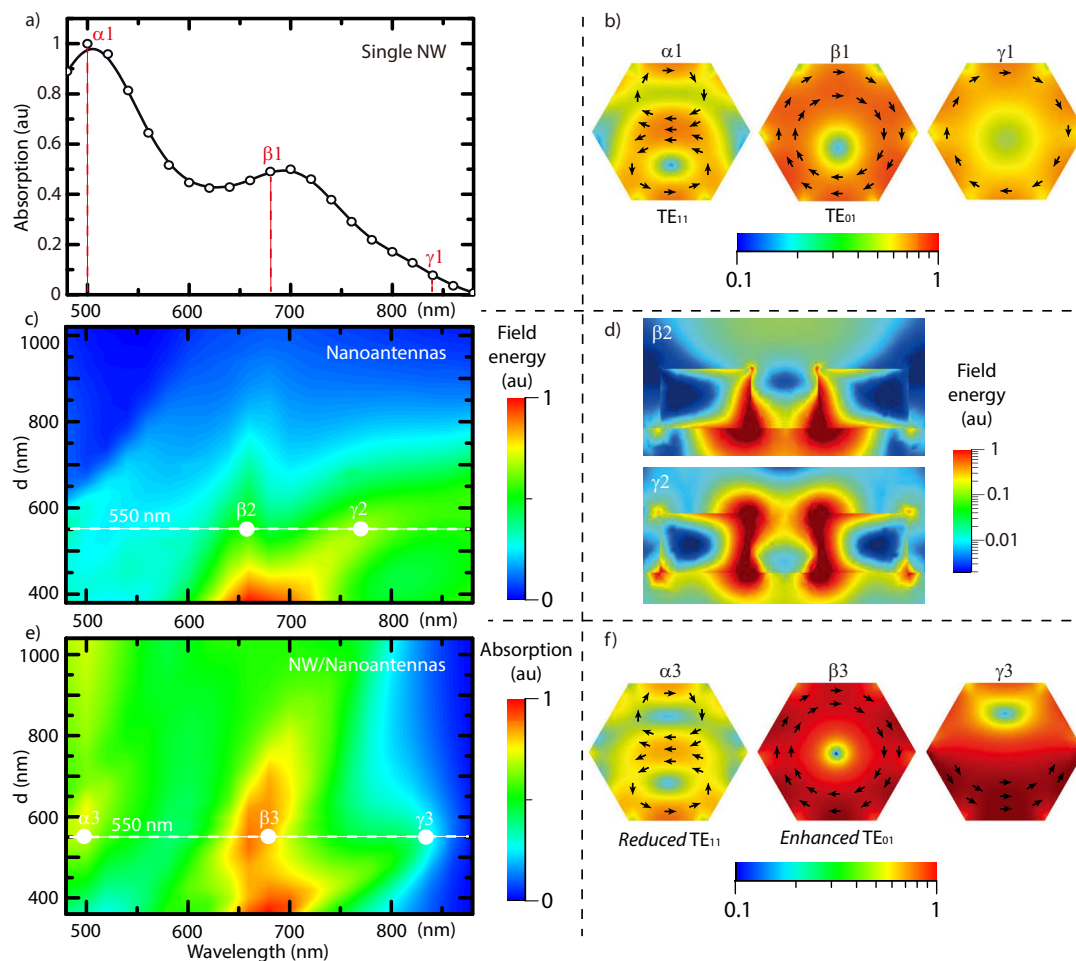 a)
Single NW
α1
β1
γ1
Absorption (au)
1
0.8
0.6
0.4
0.2
0
500
600
700
800
(nm)
b)
α1
β1
γ1
TE11
TE01
0.1
1
c)
Nanoantennas
550 nm
β2
γ2
d (nm)
1000
800
600
400
500
600
700
800
(nm)
Field
energy
(au)
1
0
d)
β2
γ2
Field
energy
(au)
1
0.1
0.01
e)
NW/Nanoantennas
α3
550 nm
β3
γ3
d (nm)
1000
800
600
400
500
600
700
800
(nm)
Wavelength (nm)
Absorption
(au)
1
0
f)
α3
β3
γ3
Reduced TE11
Enhanced TE01
0.1
1